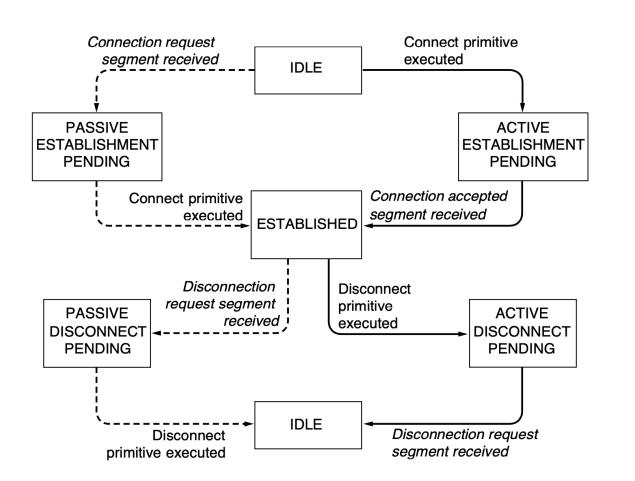 Connection request
segment received
IDLE
Connect primitive
executed
PASSIVE
ESTABLISHMENT
PENDING
ACTIVE
ESTABLISHMENT
PENDING
Connect primitive
executed
ESTABLISHED
Connection accepted
segment received
Disconnection
request segment
received
Disconnect
primitive
executed
PASSIVE
DISCONNECT
PENDING
ACTIVE
DISCONNECT
PENDING
Disconnect
primitive executed
IDLE
Disconnection request
segment received